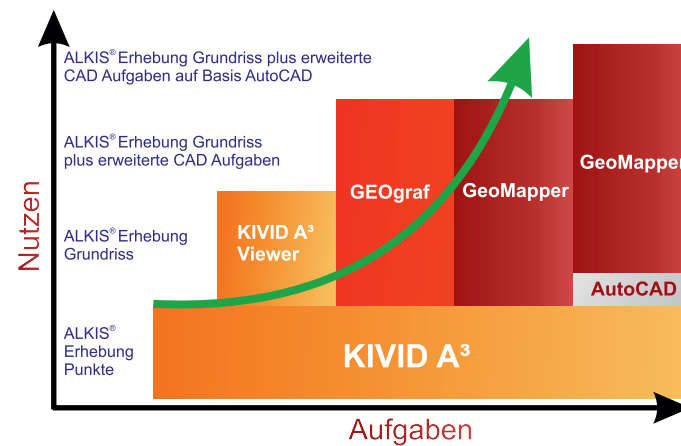 Nutzen
ALKIS® Erhebung Grundriss plus erweiterte
CAD Aufgaben auf Basis AutoCAD
ALKIS® Erhebung Grundriss
plus erweiterte CAD Aufgaben
ALKIS® Erhebung
Grundriss
ALKIS®
Erhebung
Punkte
KIVID A³
Viewer
GEOgraf
GeoMapper
GeoMapper
AutoCAD
KIVID A³
Aufgaben